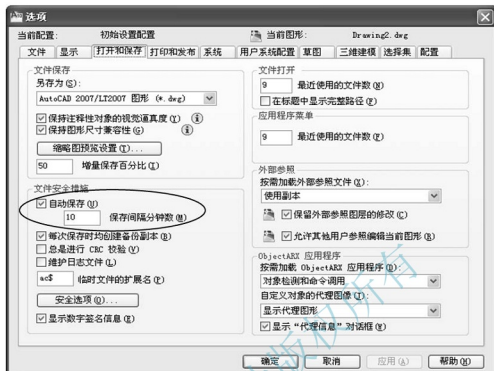 选项
当前配置: 初始设置配置 当前图形: Drawing2.dwg
文件 显示 打开和保存 打印和发布 系统 用户系统配置 草图 三维建模 选择集 配置
文件保存
另存为(S):
AutoCAD 2007/LT2007 图形 (*.dwg)
保持注释性对象的视觉逼真度(Y)
保持图形尺寸兼容性(G)
缩略图预览设置(T)...
50 增量保存百分比(I)
文件安全措施
自动保存(U)
10 保存间隔分钟数(M)
每次保存时均创建备份副本(B)
总是进行 CRC 校验(V)
维护日志文件(L)
ac$ 临时文件的扩展名(P)
安全选项(O)...
显示数字签名信息(E)
文件打开
9 最近使用的文件数(N)
在标题中显示完整路径(F)
应用程序菜单
9 最近使用的文件数(F)
外部参照
按需加载外部参照文件(X):
使用副本
保留外部参照图层的修改(C)
允许其他用户参照编辑当前图形(R)
ObjectARX 应用程序
按需加载 ObjectARX 应用程序(D):
对象检测和命令调用
自定义对象的代理图像(J):
显示代理图形
显示“代理信息”对话框(W)
确定 取消 应用(A) 帮助(H)
版权所有